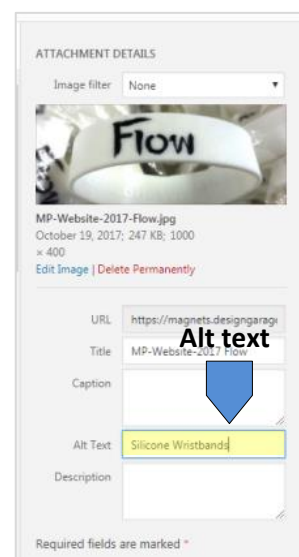 ATTACHMENT DETAILS
Image filter None
Flow
MP-Website-2017-Flow.jpg
October 19, 2017; 247 KB; 1000
× 400
Edit Image | Delete Permanently
URL https://magnets.designgarag
Alt text
Title MP-Website-2017 Flow
Caption
Alt Text Silicone Wristbands
Description
Required fields are marked *